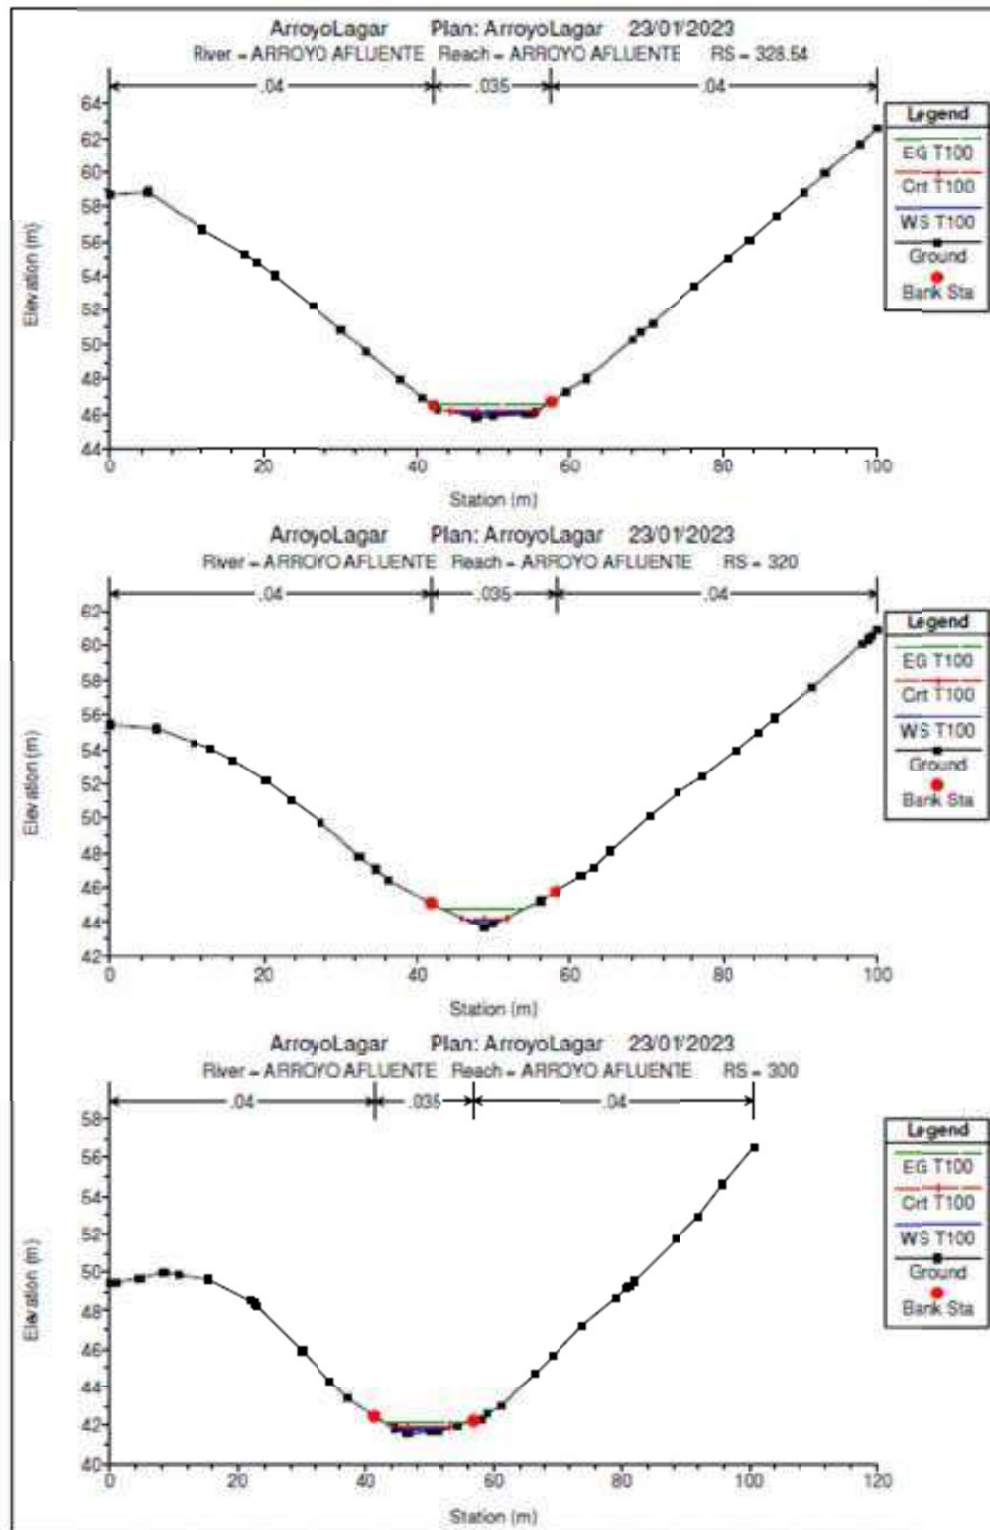 ArroyoLagar Plan: ArroyoLagar 23/01/2023
River = ARROYO AFLUENTE Reach = ARROYO AFLUENTE RS = 328.54
.04 .035 .04
Legend
EG T100
Crit T100
WS T100
Ground
Bank Sta
Elevation (m)
64
62
60
58
56
54
52
50
48
46
44
0 20 40 60 80 100
Station (m)
ArroyoLagar Plan: ArroyoLagar 23/01/2023
River = ARROYO AFLUENTE Reach = ARROYO AFLUENTE RS = 320
.04 .035 .04
Legend
EG T100
Crit T100
WS T100
Ground
Bank Sta
Elevation (m)
62
60
58
56
54
52
50
48
46
44
42
0 20 40 60 80 100
Station (m)
ArroyoLagar Plan: ArroyoLagar 23/01/2023
River = ARROYO AFLUENTE Reach = ARROYO AFLUENTE RS = 300
.04 .035 .04
Legend
EG T100
Crit T100
WS T100
Ground
Bank Sta
Elevation (m)
58
56
54
52
50
48
46
44
42
40
0 20 40 60 80 100 120
Station (m)